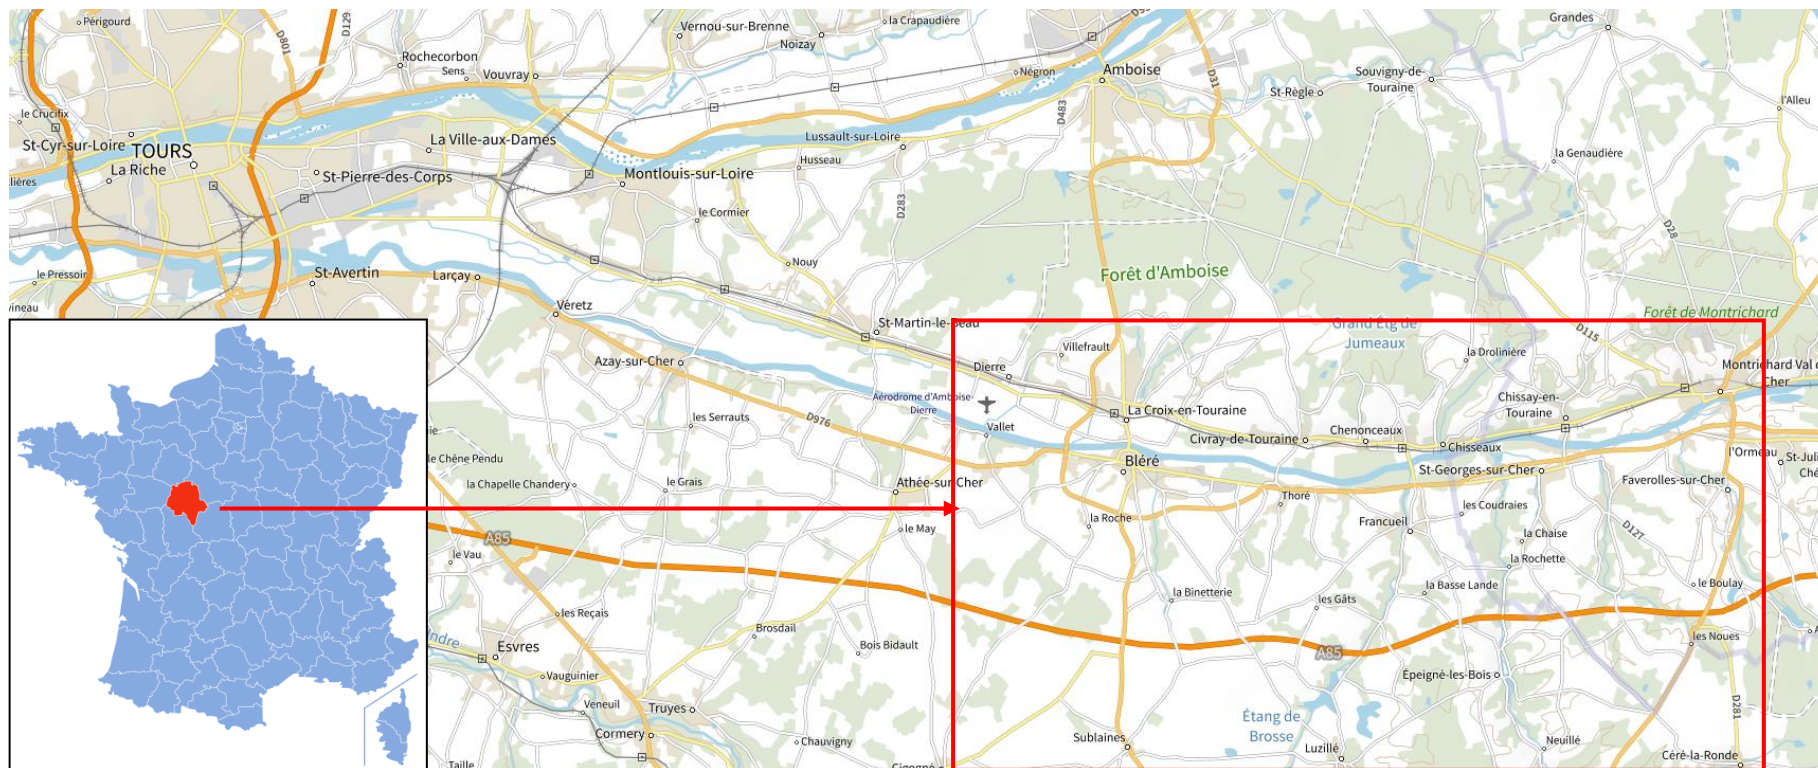 Périgourd
D801
D129
Vernou-sur-Brenne
la Crapaudière
Noizay
Grandes
Rochecorbon
Sens
Vouvray
Négron
Amboise
D31
Souvigny-de-
Touraine
St-Règle
l'Alleu
le Crucifix
St-Cyr-sur-Loire
TOURS
La Riche
La Ville-aux-Dames
Lussault-sur-Loire
D483
Husseau
la Genaudière
St-Pierre-des-Corps
Montlouis-sur-Loire
le Cormier
D283
D28
le Pressoir
St-Avertin
Larçay
Nouy
Forêt d'Amboise
Véretz
St-Martin-le-Beau
Grand Étg de
Jumeaux
D115
Forêt de Montrichard
Azay-sur-Cher
Villefrault
Dierre
la Drolinière
Montrichard Val de
Cher
Aérodrome d'Amboise-
Dierre
les Serrauts
D976
Vallet
La Croix-en-Touraine
Civray-de-Touraine
Chenonceaux
Chissay-en-
Touraine
Chisseaux
l'Ormeau
le Chêne Pendu
la Chapelle Chandery
le Grais
Athée-sur-Cher
Bléré
St-Georges-sur-Cher
Faverolles-sur-Cher
Thoré
les Coudraies
la Roche
Francueil
D127
la Chaise
A85
le May
le Vau
la Rochette
la Binetterie
les Gâts
la Basse Lande
le Boulay
les Reçais
Brosdail
Bois Bidault
Esvres
A85
les Noues
Vauguinier
Épeigné-les-Bois
Veneuil
Truyes
Cormery
Chauvigny
Étang de
Brosse
D281
Sublaines
Luzillé
Neuillé
Céré-la-Ronde
Taille